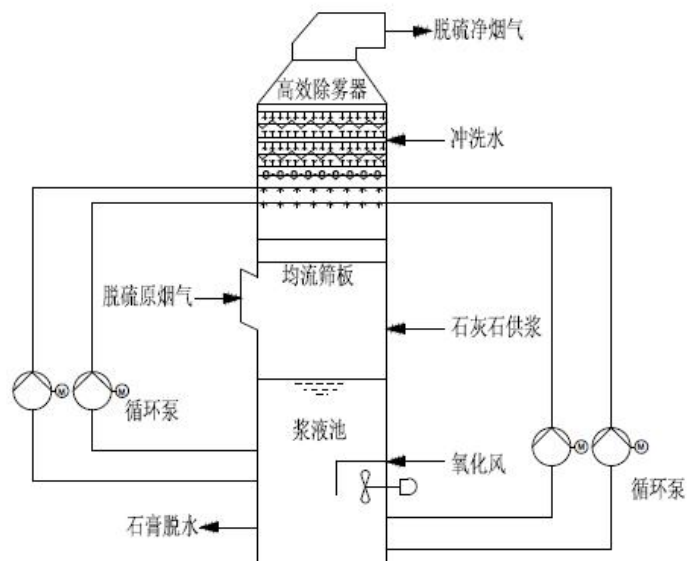 脱硫净烟气
高效除雾器
冲洗水
均流筛板
脱硫原烟气
石灰石供浆
M
M
循环泵
浆液池
M
M
氧化风
循环泵
石膏脱水